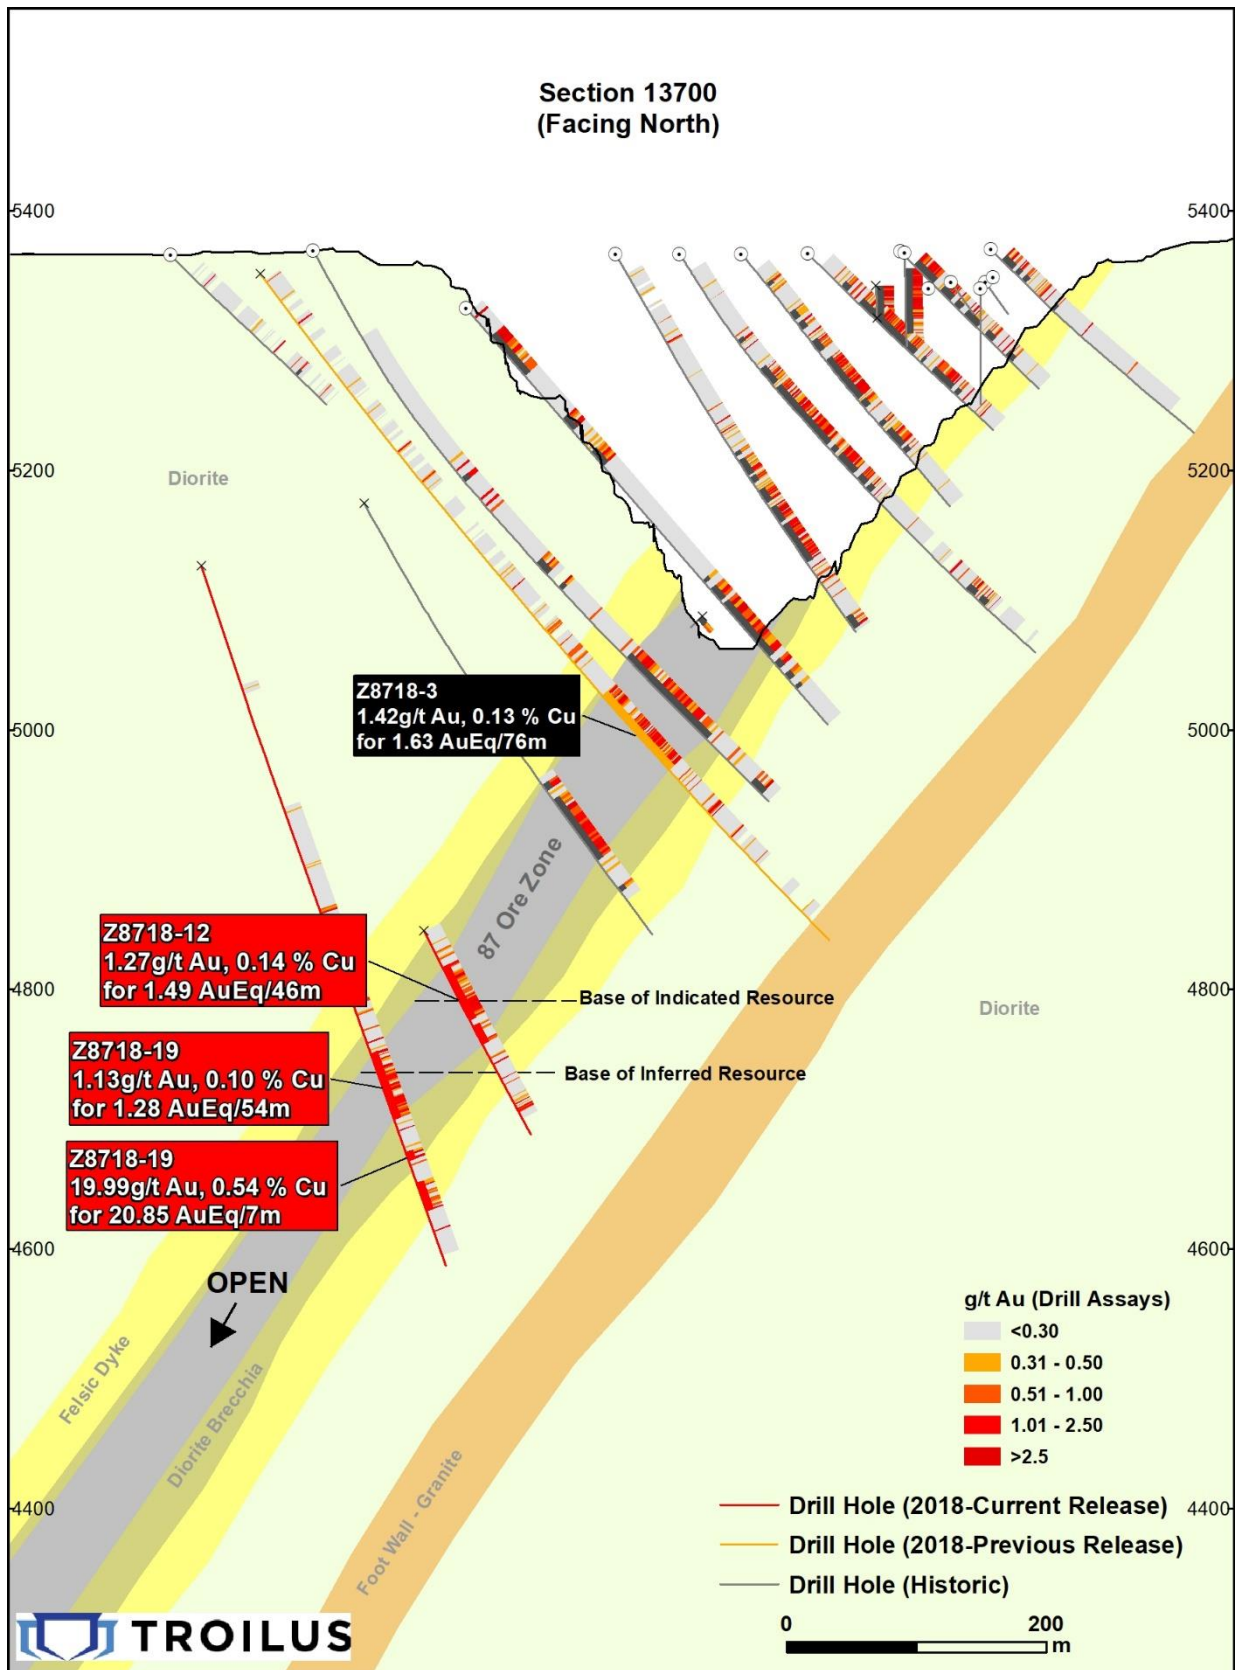 Section 13700
(Facing North)
5400
5400
5200
5200
Diorite
Z8718-3
1.42g/t Au, 0.13 % Cu
for 1.63 AuEq/76m
5000
5000
87 Ore Zone
Z8718-12
1.27g/t Au, 0.14 % Cu
for 1.49 AuEq/46m
4800
4800
Base of Indicated Resource
Diorite
Z8718-19
1.13g/t Au, 0.10 % Cu
for 1.28 AuEq/54m
Base of Inferred Resource
Z8718-19
19.99g/t Au, 0.54 % Cu
for 20.85 AuEq/7m
4600
4600
OPEN
Felsic Dyke
Diorite Brecchia
Foot Wall - Granite
g/t Au (Drill Assays)
<0.30
0.31 - 0.50
0.51 - 1.00
1.01 - 2.50
>2.5
4400
4400
Drill Hole (2018-Current Release)
Drill Hole (2018-Previous Release)
Drill Hole (Historic)
0
200
m
TROILUS